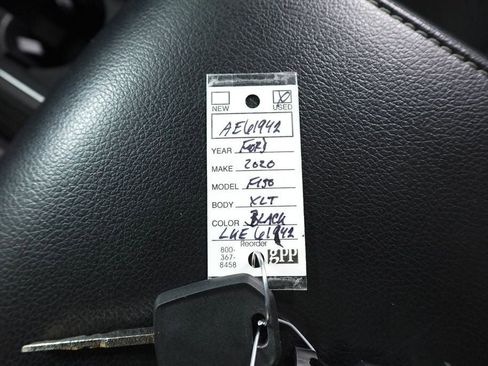 NEW USED
AE61942
YEAR FORD
MAKE 2020
MODEL F150
BODY XLT
COLOR BLACK
LKE 61942
Reorder
800-
367-
8458
gpp